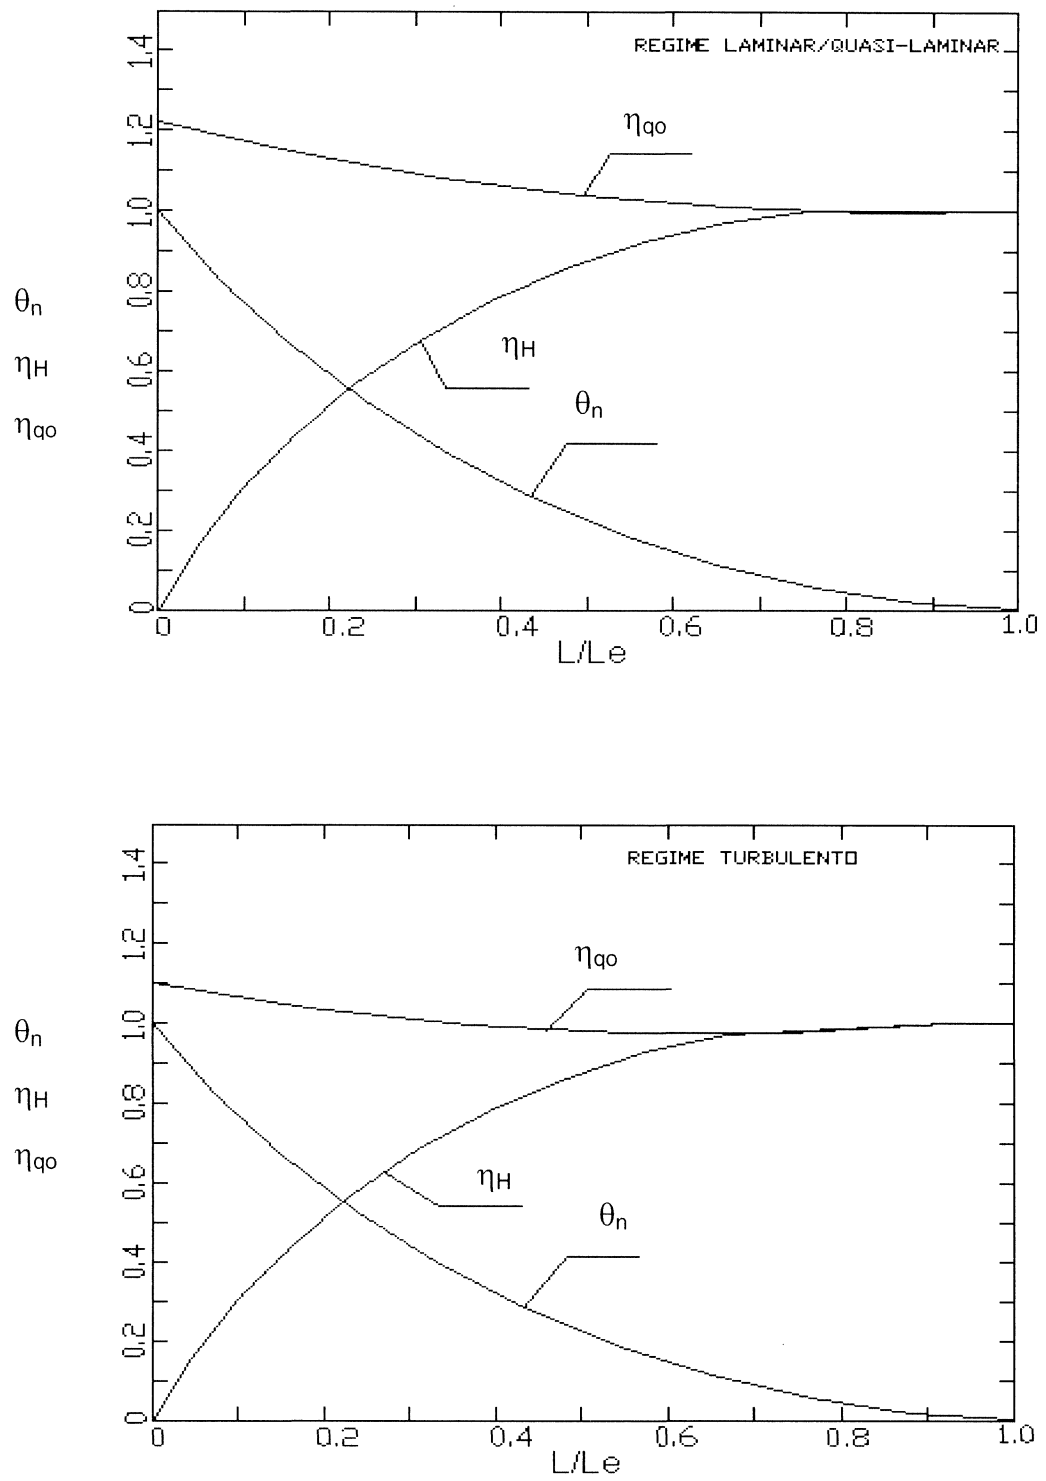 REGIME LAMINAR/QUASI-LAMINAR
1.4
1.2
1.0
0.8
0.6
0.4
0.2
0
θn
ηH
ηqo
ηqo
ηH
θn
0 0.2 0.4 0.6 0.8 1.0
L/Le
REGIME TURBULENTO
1.4
1.2
1.0
0.8
0.6
0.4
0.2
0
θn
ηH
ηqo
ηqo
ηH
θn
0 0.2 0.4 0.6 0.8 1.0
L/Le